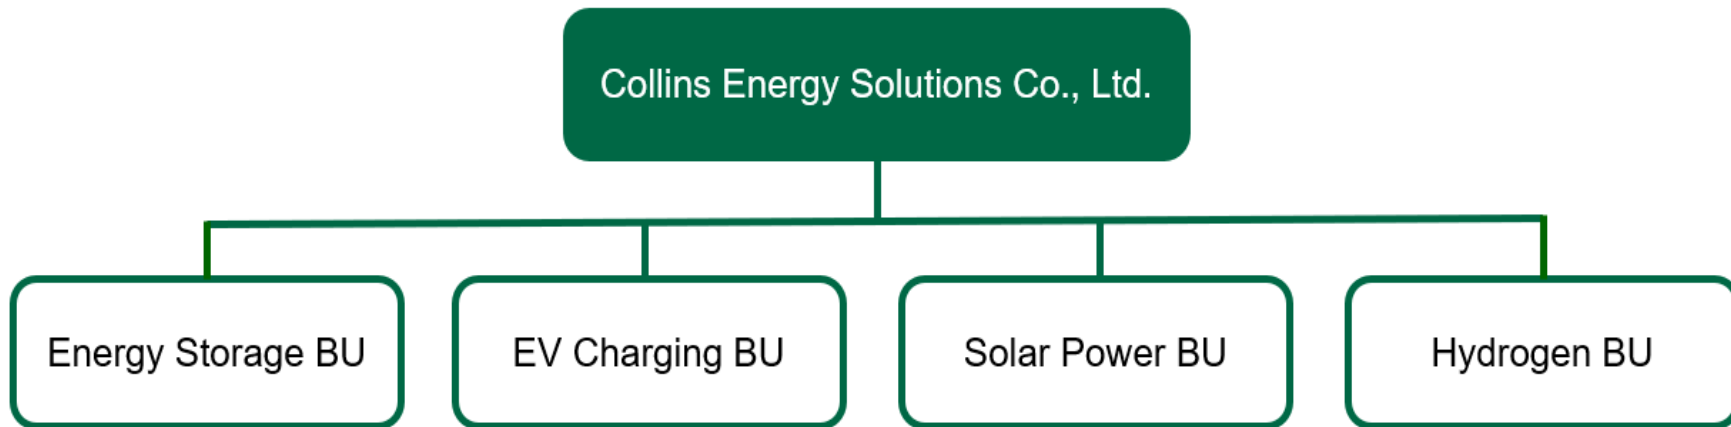 Collins Energy Solutions Co., Ltd.
Energy Storage BU
EV Charging BU
Solar Power BU
Hydrogen BU